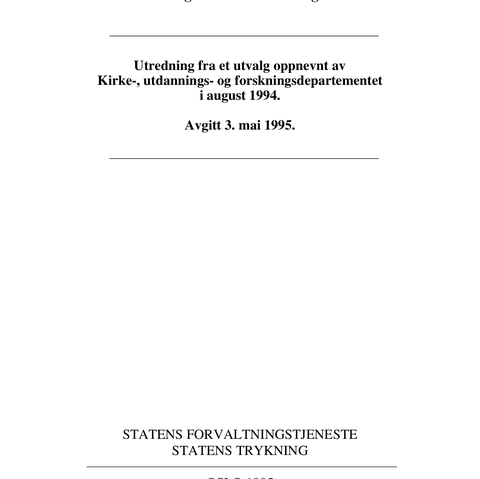 Utredning fra et utvalg oppnevnt av
Kirke-, utdannings- og forskningsdepartementet
i august 1994.
Avgitt 3. mai 1995.
STATENS FORVALTNINGSTJENESTE
STATENS TRYKNING